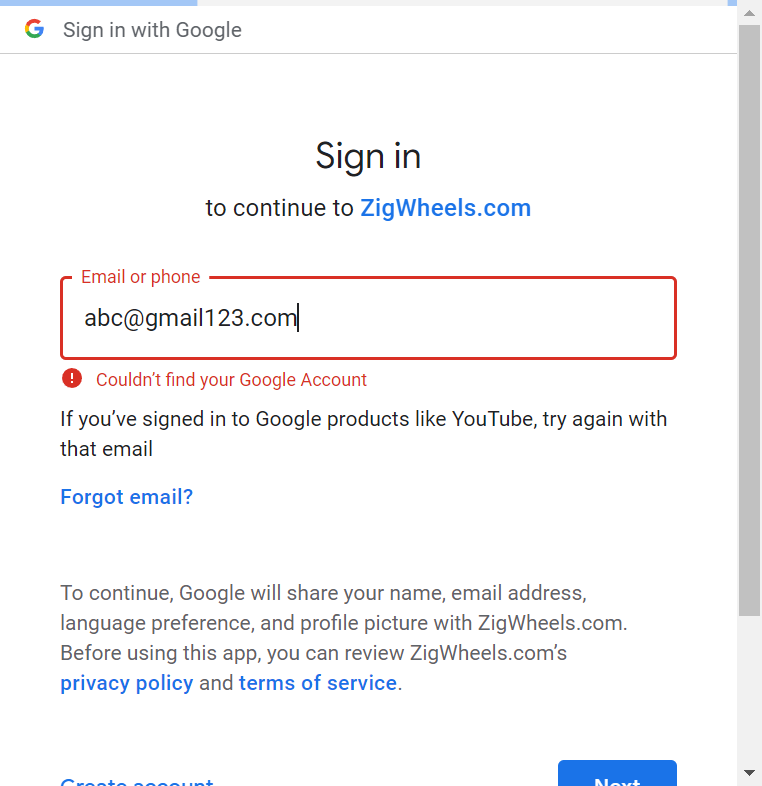 Sign in with Google
Sign in
to continue to ZigWheels.com
Email or phone
abc@gmail123.com
Couldn’t find your Google Account
If you’ve signed in to Google products like YouTube, try again with
that email
Forgot email?
To continue, Google will share your name, email address,
language preference, and profile picture with ZigWheels.com.
Before using this app, you can review ZigWheels.com’s
privacy policy and terms of service.
Create account
Next